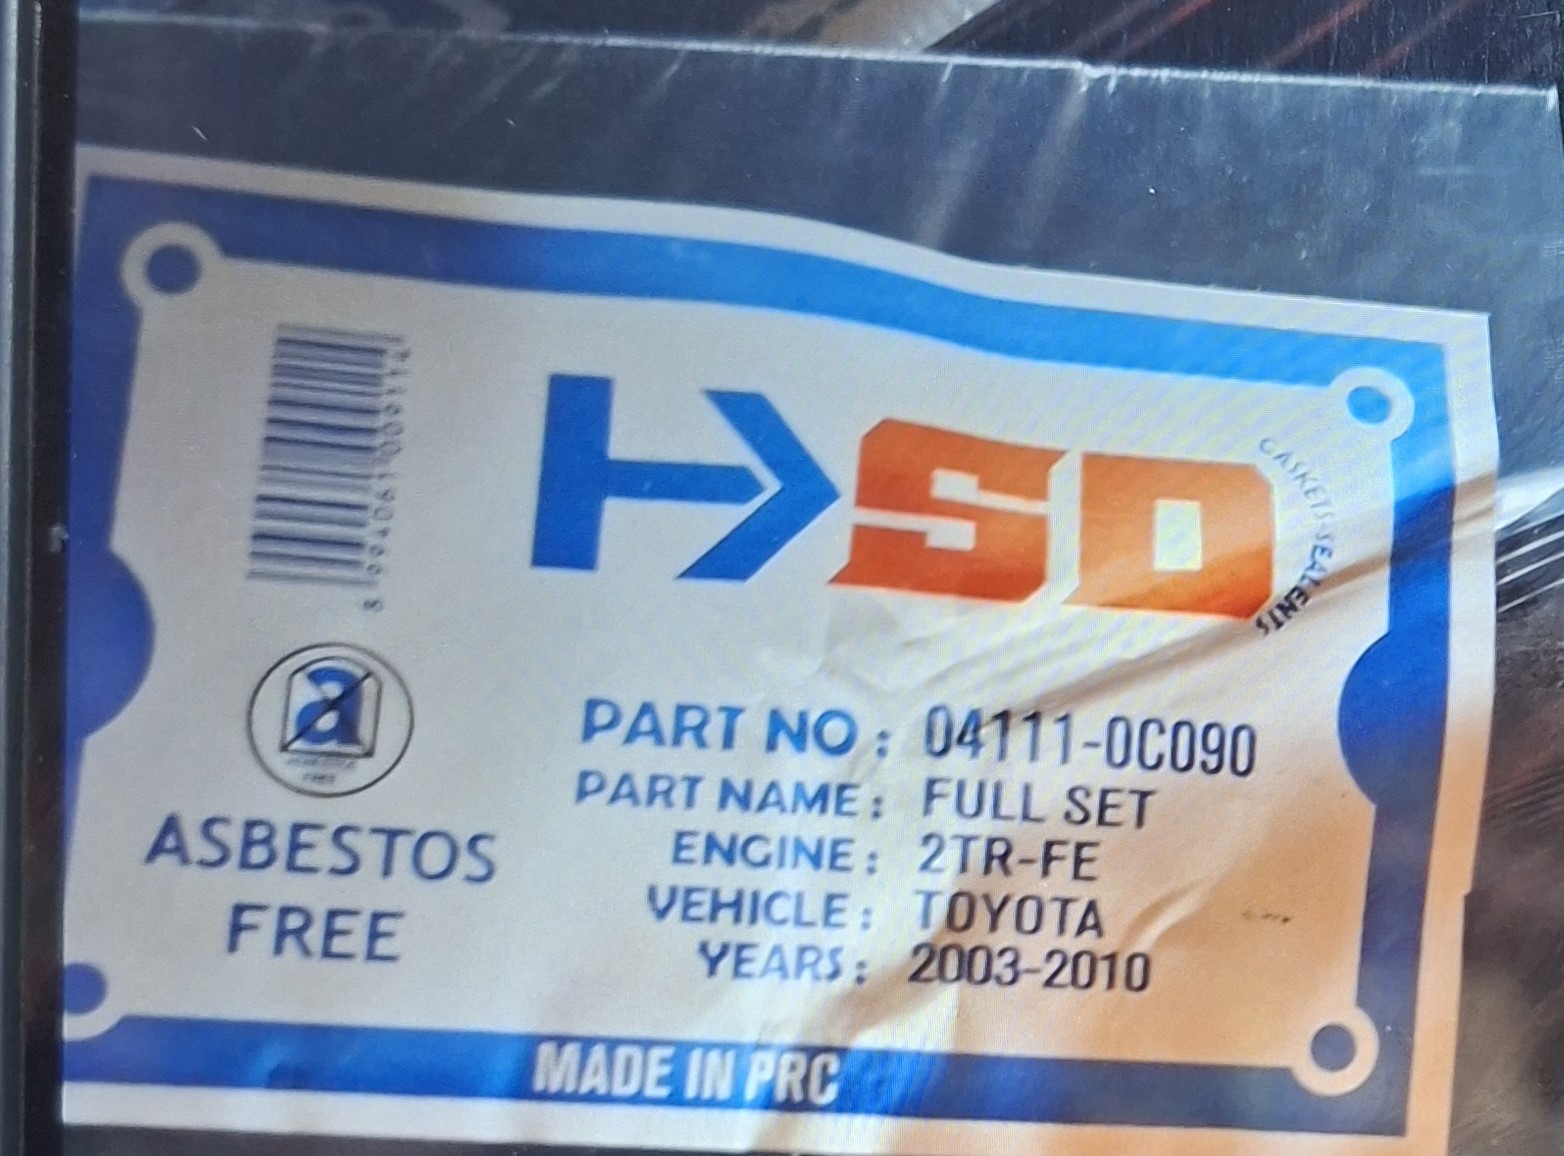 HSD
GASKETS-SEALENTS
a
FREE
ASBESTOS
FREE
PART NO : 04111-0C090
PART NAME : FULL SET
ENGINE : 2TR-FE
VEHICLE : TOYOTA
YEARS : 2003-2010
MADE IN PRC